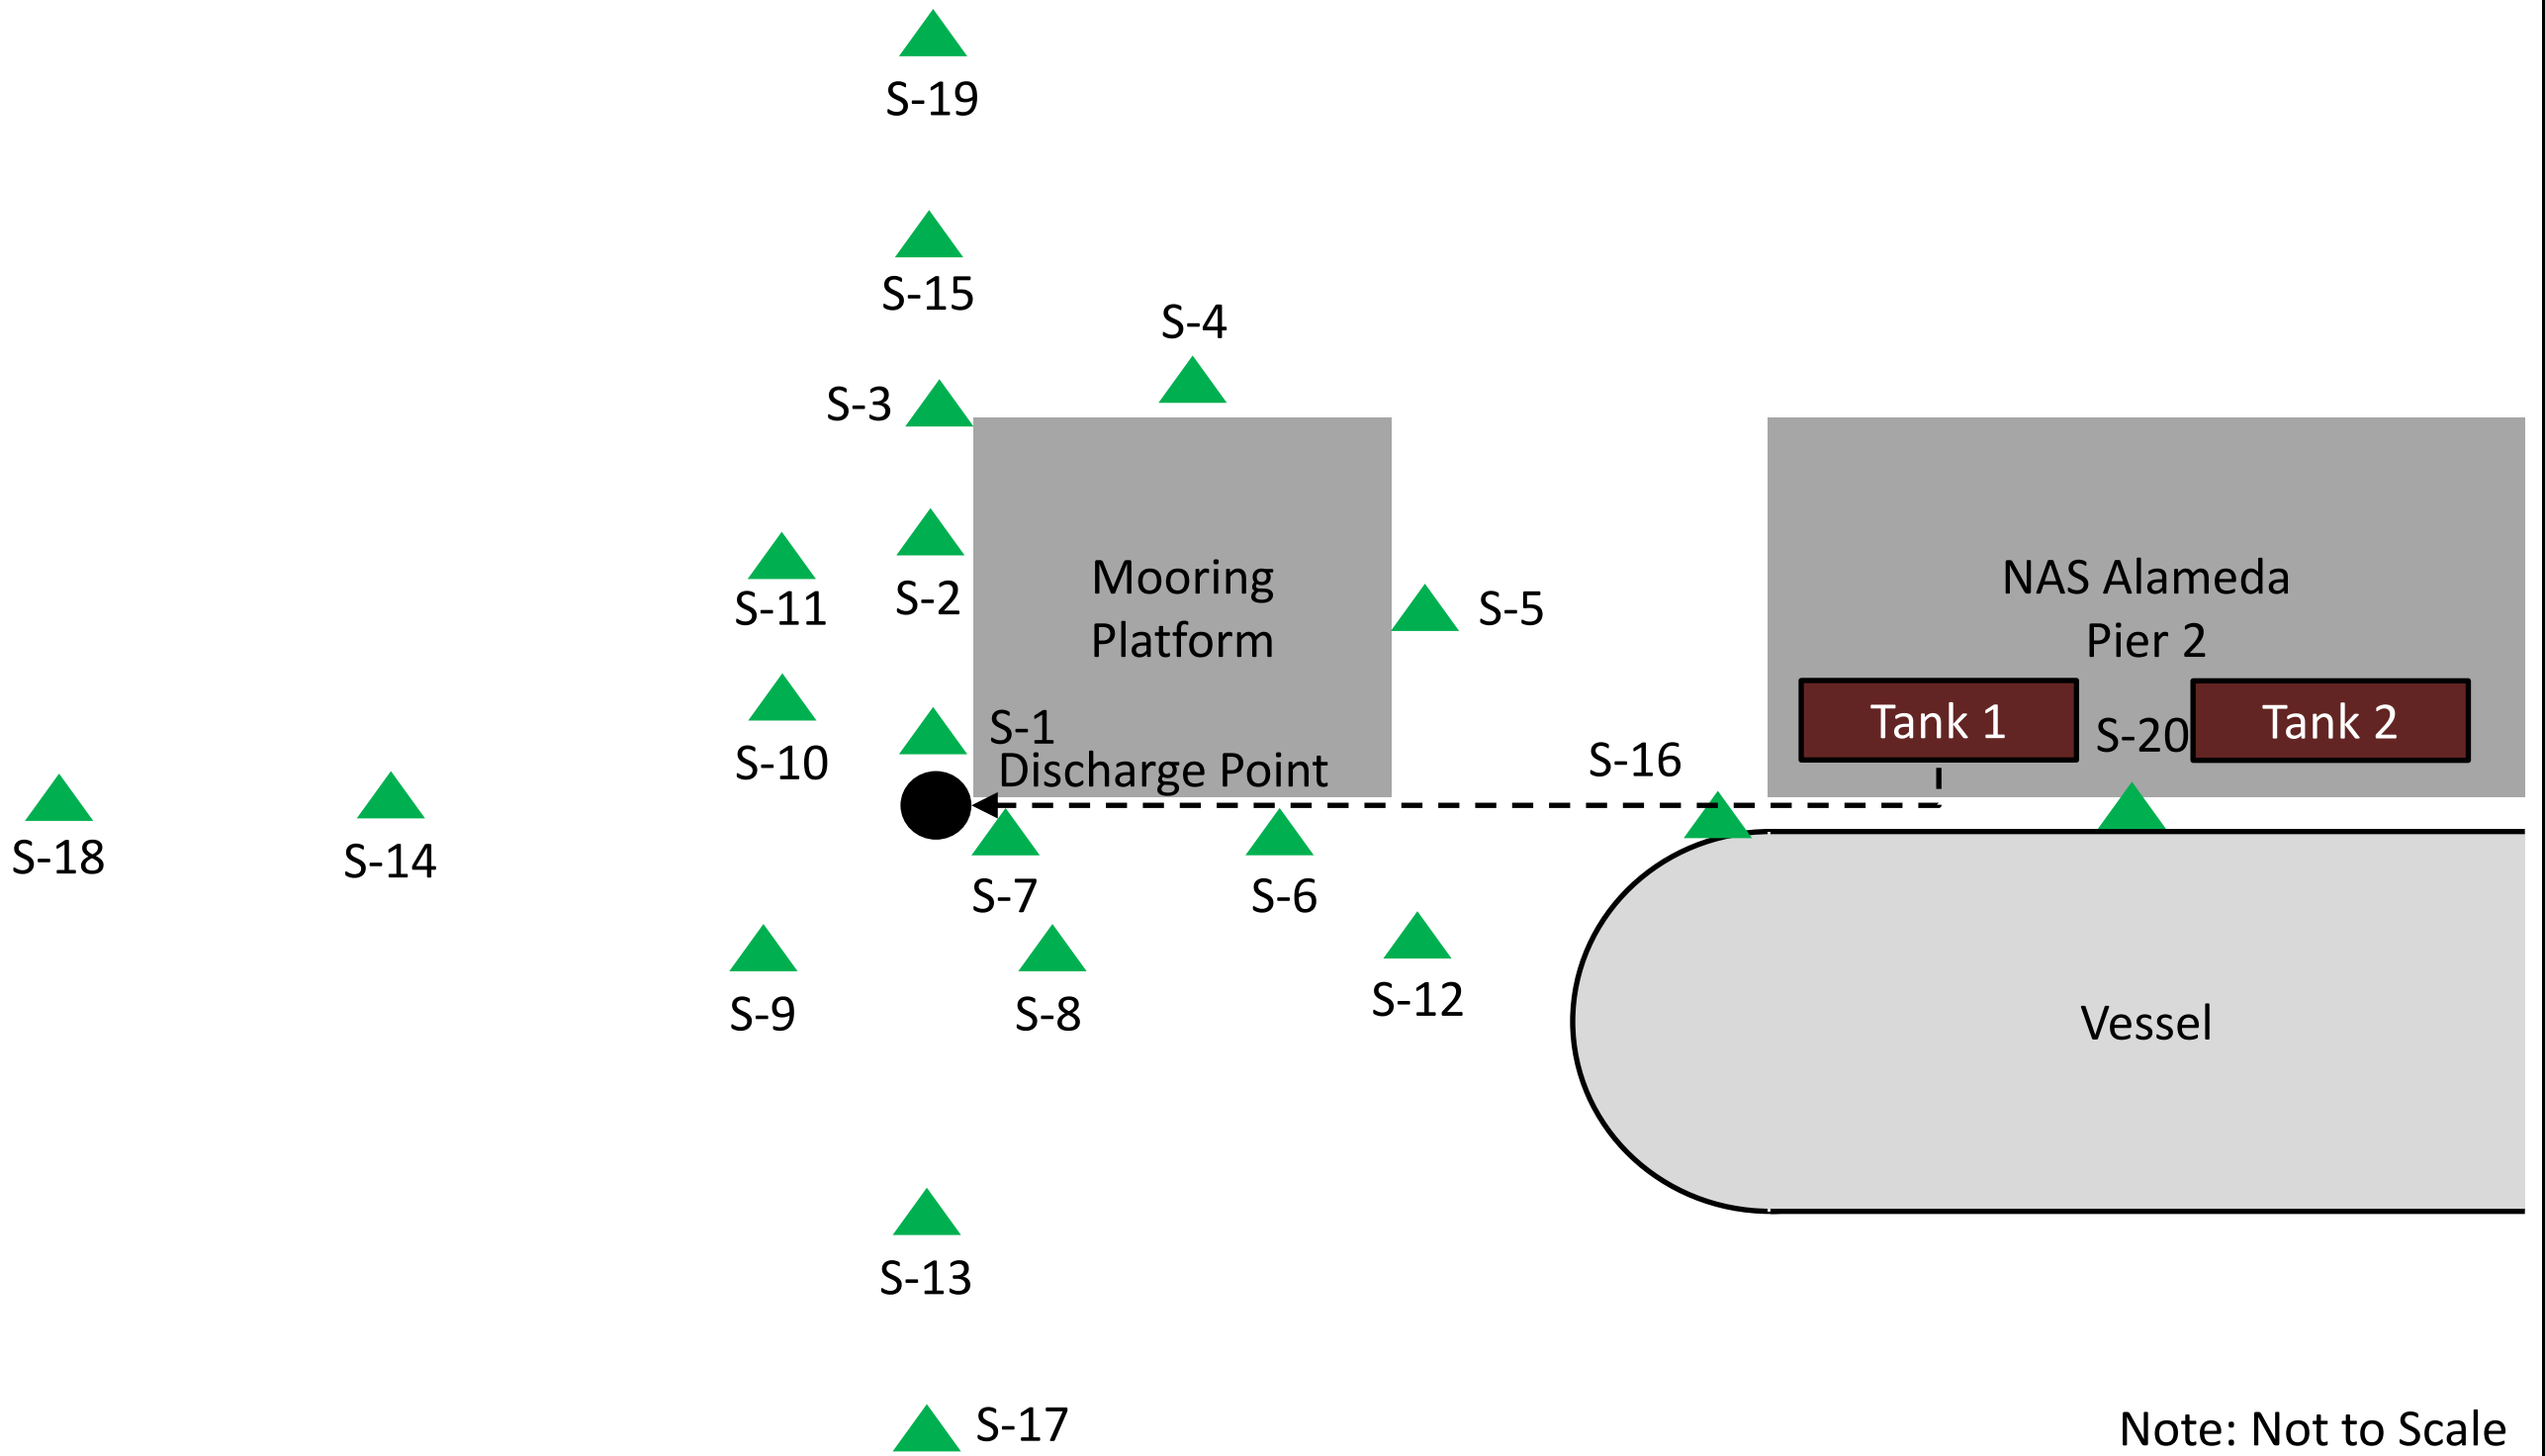 S-19
S-15
S-4
S-3
S-11
S-2
Mooring
Platform
S-5
NAS Alameda
Pier 2
S-10
S-1
Discharge Point
S-16
Tank 1
S-20
Tank 2
S-18
S-14
S-7
S-6
S-9
S-8
S-12
Vessel
S-13
S-17
Note: Not to Scale